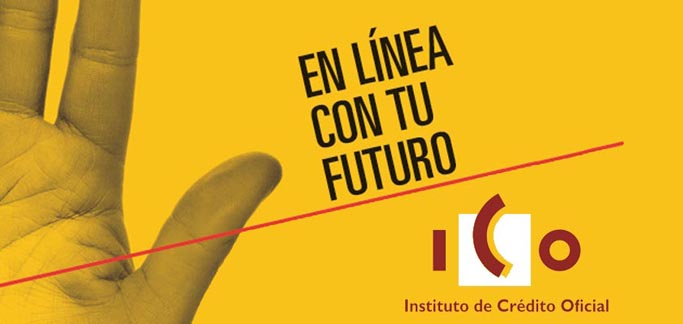 EN LÍNEA
CON TU
FUTURO
ICO
Instituto de Crédito Oficial